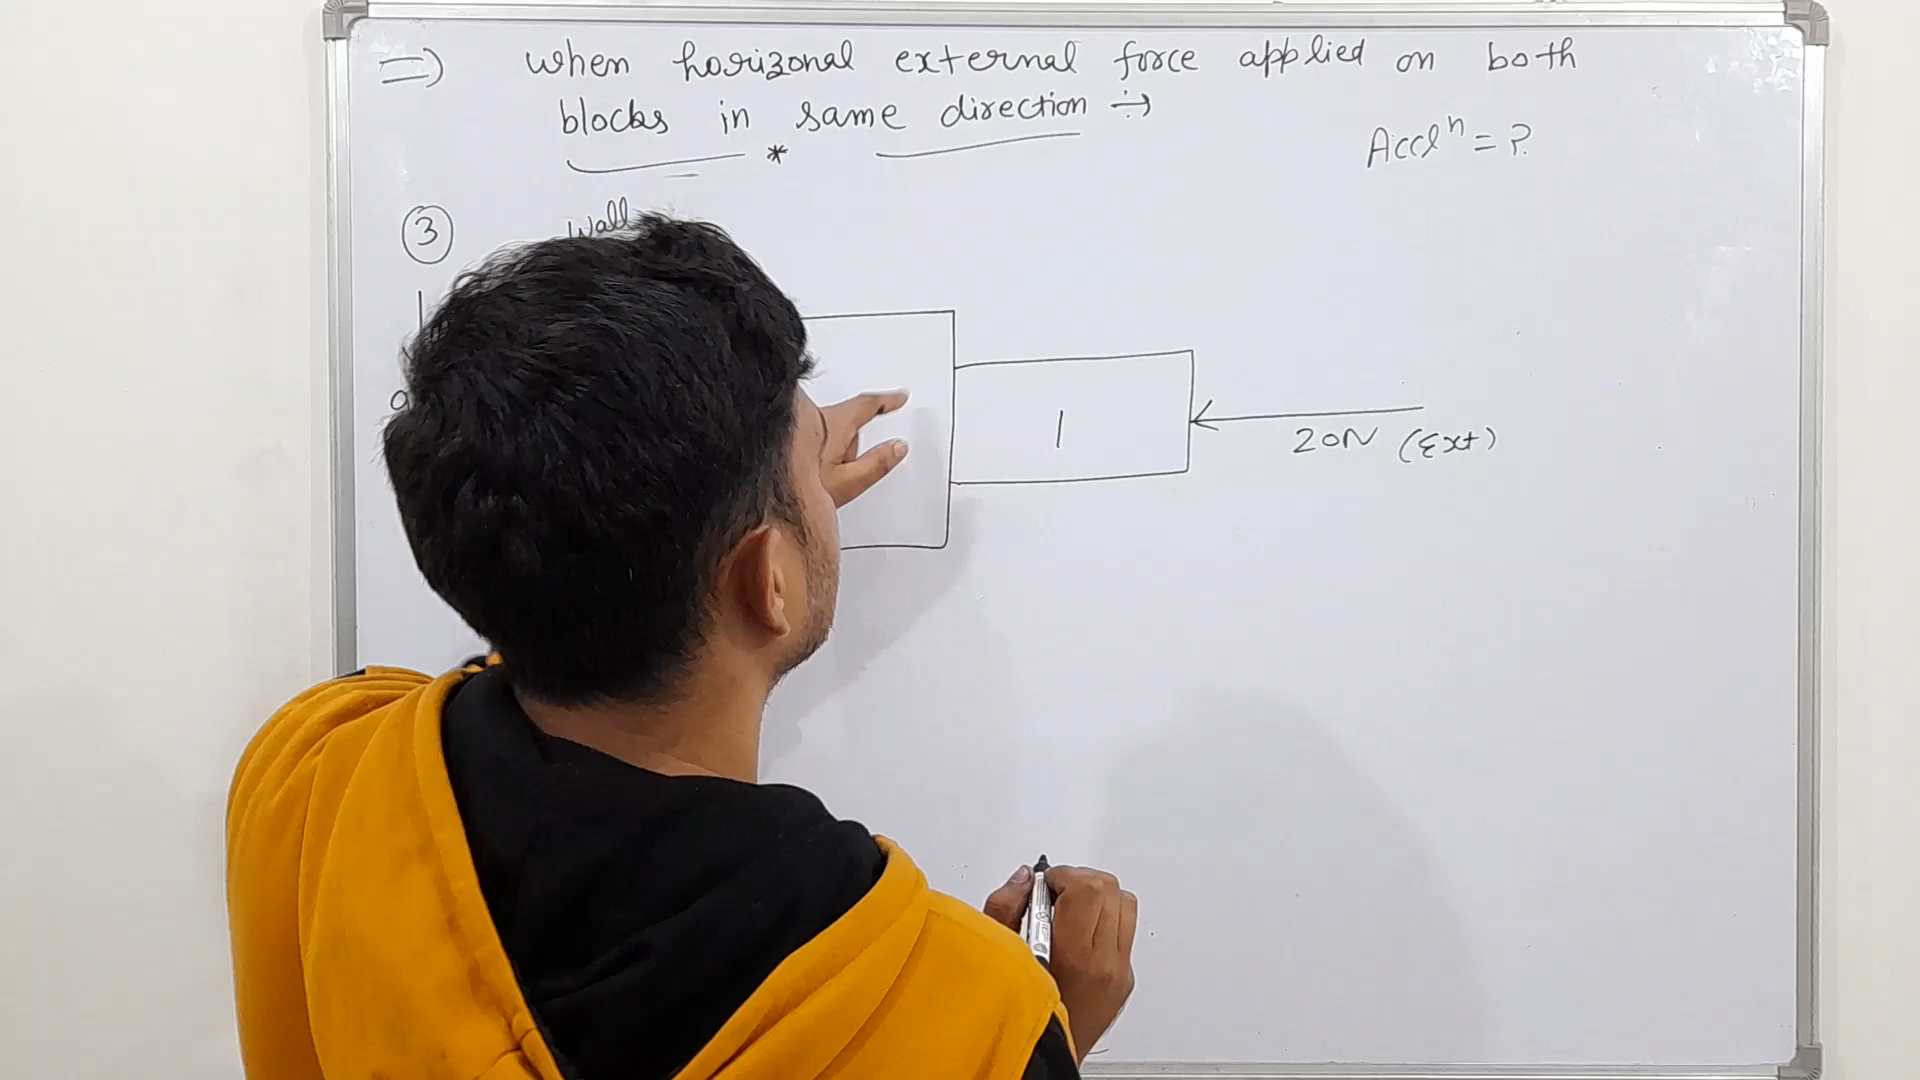 =) when horizonal external force applied on both
blocks in same direction ÷→
*
Accl^n = ?
3
wall
1
20N (Ext)